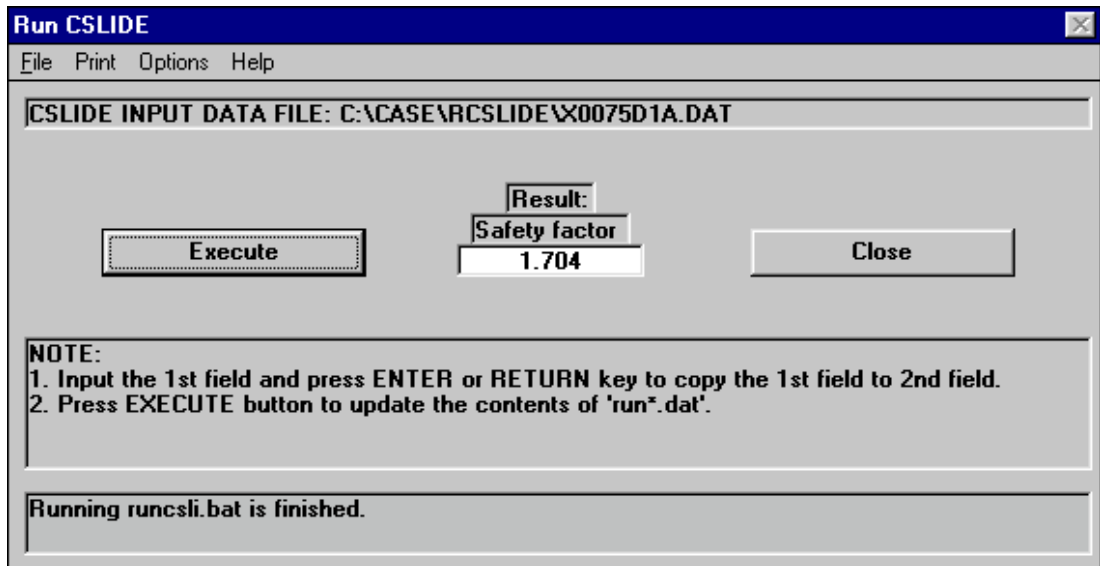 Run CSLIDE
File Print Options Help
CSLIDE INPUT DATA FILE: C:\CASE\RCSLIDE\X0075D1A.DAT
Result:
Safety factor
Execute
1.704
Close
NOTE:
1. Input the 1st field and press ENTER or RETURN key to copy the 1st field to 2nd field.
2. Press EXECUTE button to update the contents of 'run*.dat'.
Running runcsli.bat is finished.